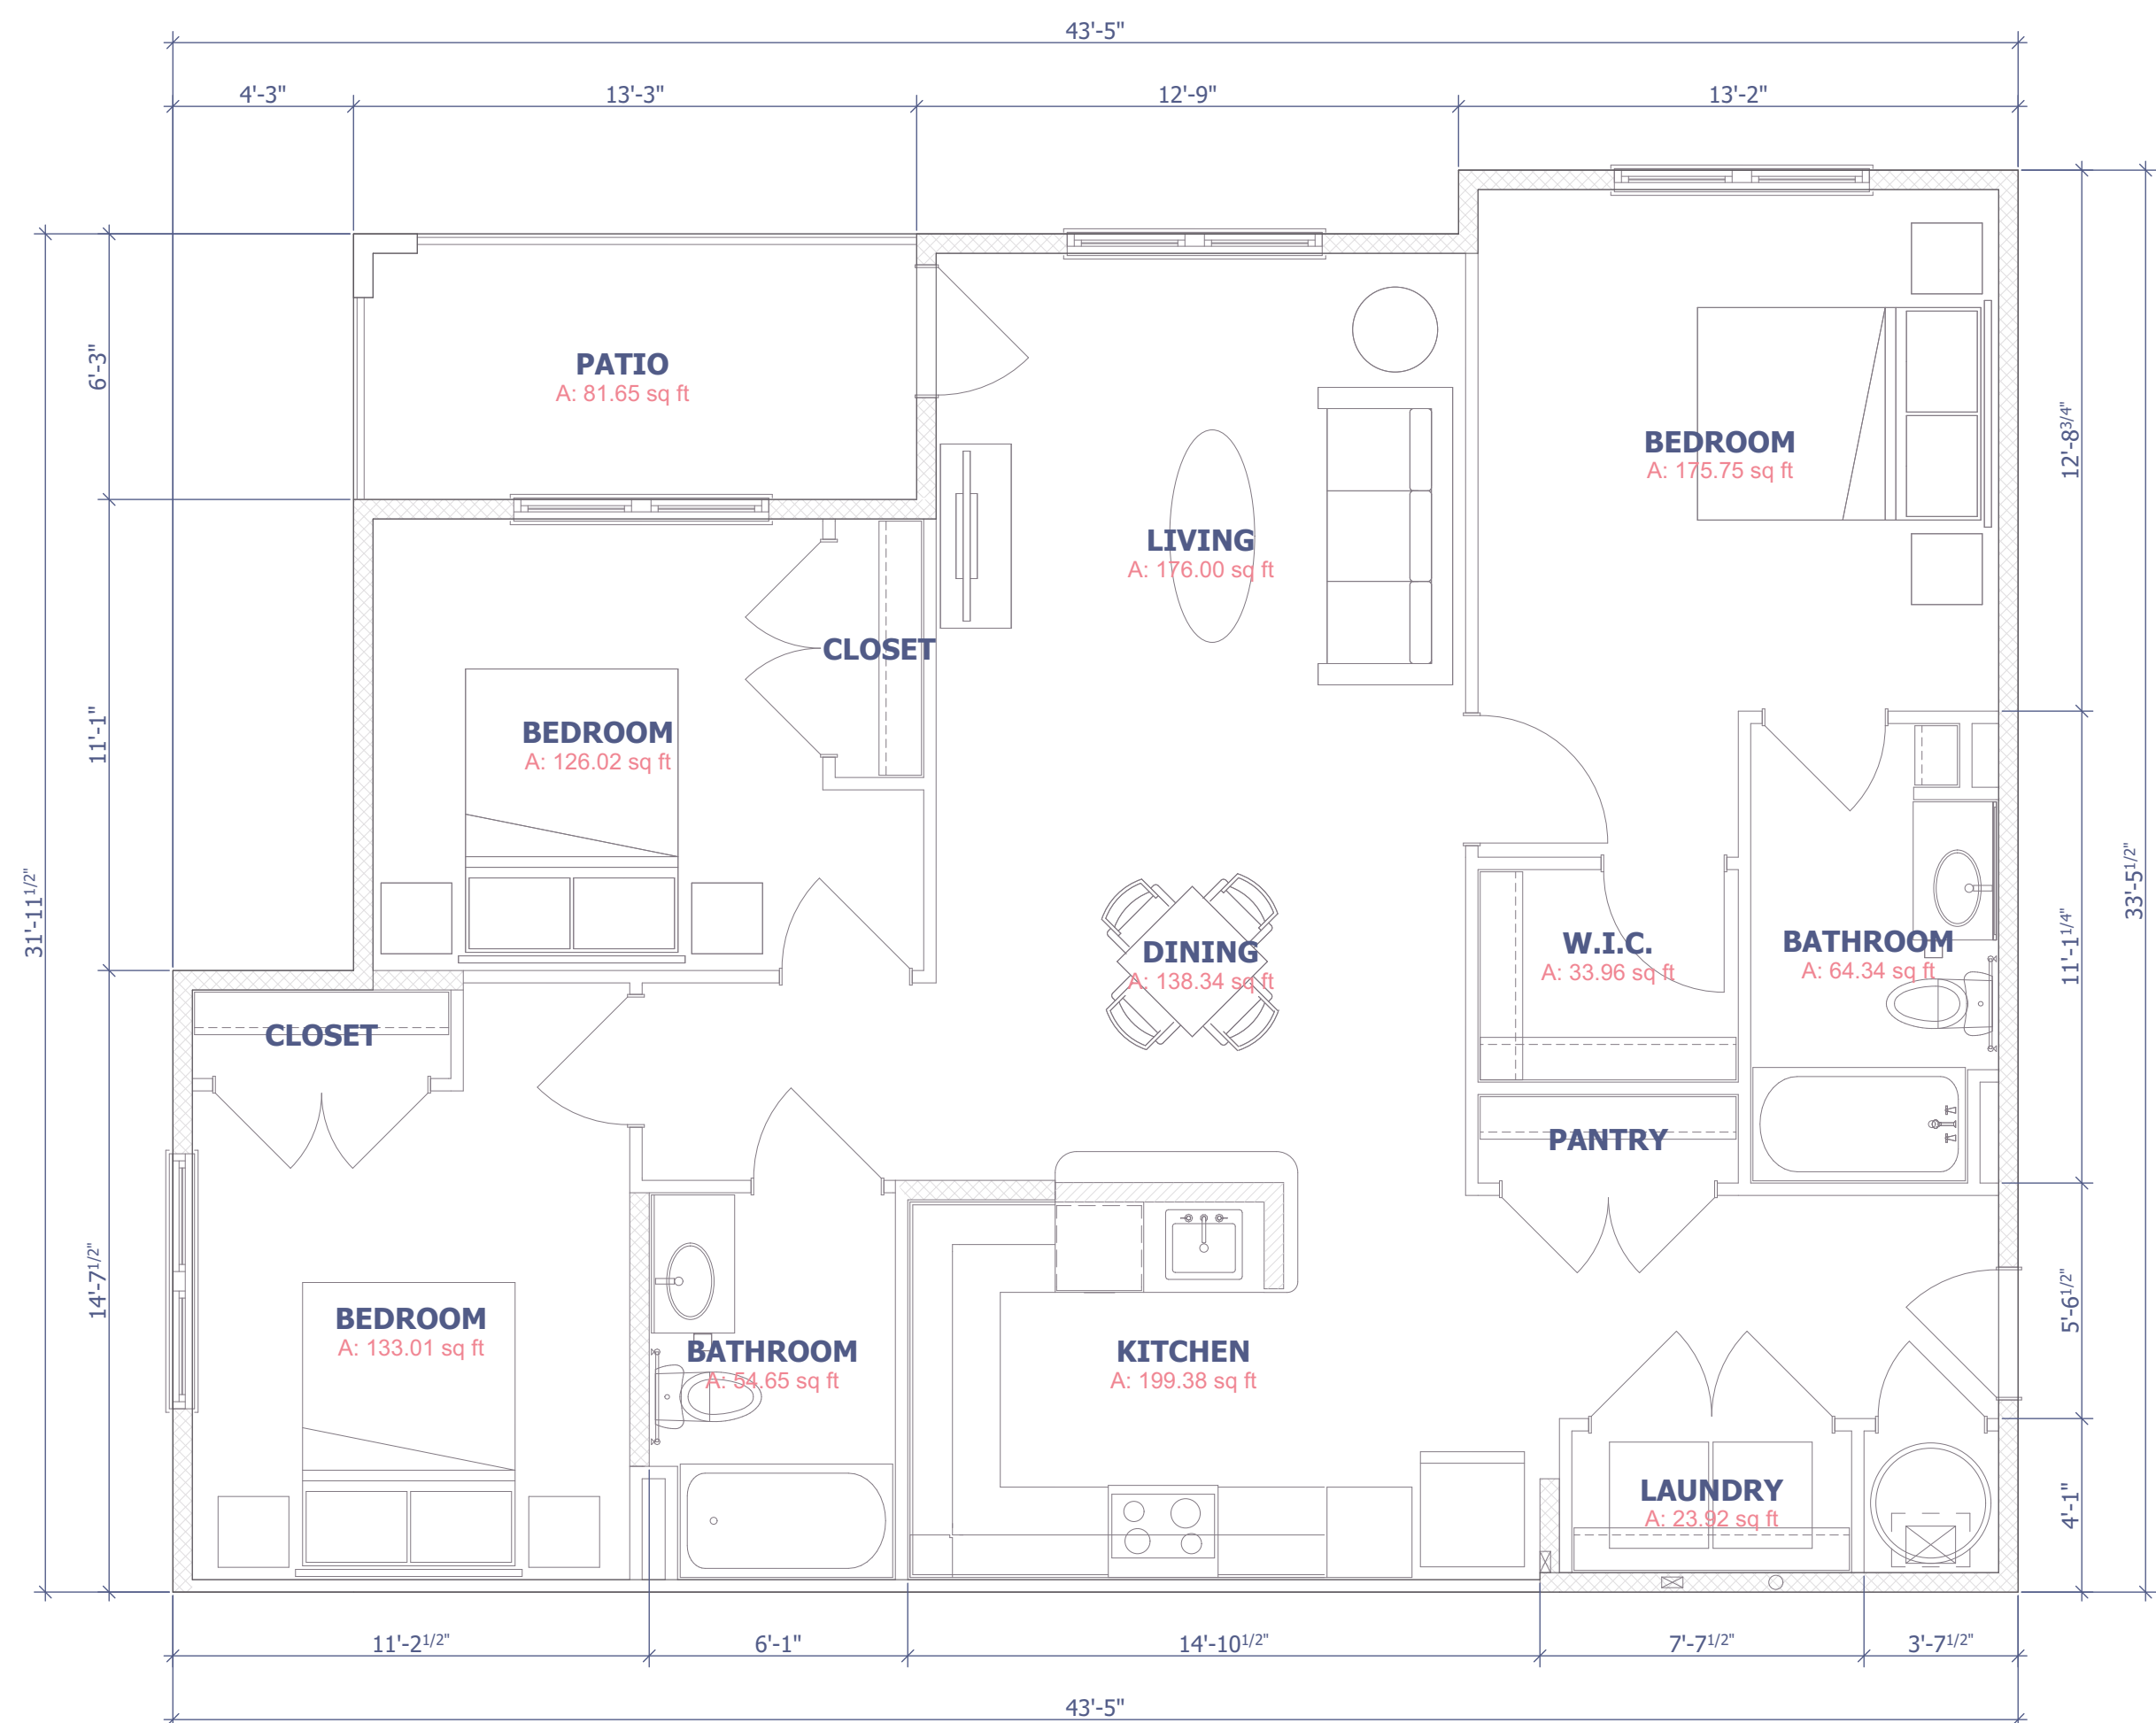 43'-5"
4'-3"
13'-3"
12'-9"
13'-2"
PATIO
A: 81.65 sq ft
6'-3"
BEDROOM
A: 175.75 sq ft
12'-8 3/4"
LIVING
A: 176.00 sq ft
CLOSET
BEDROOM
A: 126.02 sq ft
11'-1"
31'-11 1/2"
33'-5 1/2"
DINING
A: 138.34 sq ft
W.I.C.
A: 33.96 sq ft
BATHROOM
A: 64.34 sq ft
11'-1 1/4"
CLOSET
PANTRY
14'-7 1/2"
BEDROOM
A: 133.01 sq ft
BATHROOM
A: 54.65 sq ft
KITCHEN
A: 199.38 sq ft
5'-6 1/2"
LAUNDRY
A: 23.92 sq ft
4'-1"
11'-2 1/2"
6'-1"
14'-10 1/2"
7'-7 1/2"
3'-7 1/2"
43'-5"